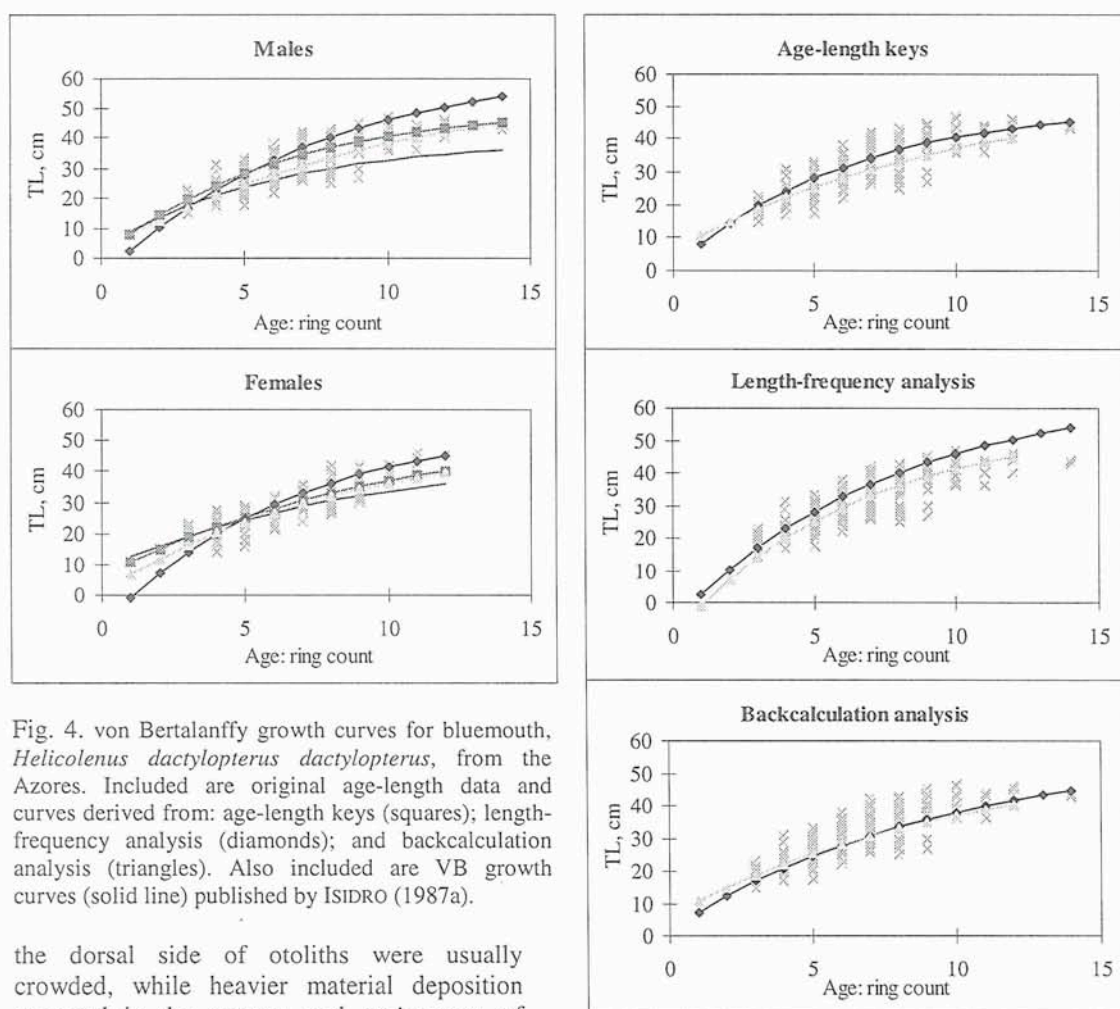 Males
60
50
40
30
20
10
0
TL, cm
0 5 10 15
Age: ring count
Females
60
50
40
30
20
10
0
TL, cm
0 5 10 15
Age: ring count
Fig. 4. von Bertalanffy growth curves for bluemouth,
Helicolenus dactylopterus dactylopterus, from the
Azores. Included are original age-length data and
curves derived from: age-length keys (squares); length-
frequency analysis (diamonds); and backcalculation
analysis (triangles). Also included are VB growth
curves (solid line) published by ISIDRO (1987a).
the dorsal side of otoliths were usually
crowded, while heavier material deposition
Age-length keys
60
50
40
30
20
10
0
TL, cm
0 5 10 15
Age: ring count
Length-frequency analysis
60
50
40
30
20
10
0
TL, cm
0 5 10 15
Age: ring count
Backcalculation analysis
60
50
40
30
20
10
0
TL, cm
0 5 10 15
Age: ring count